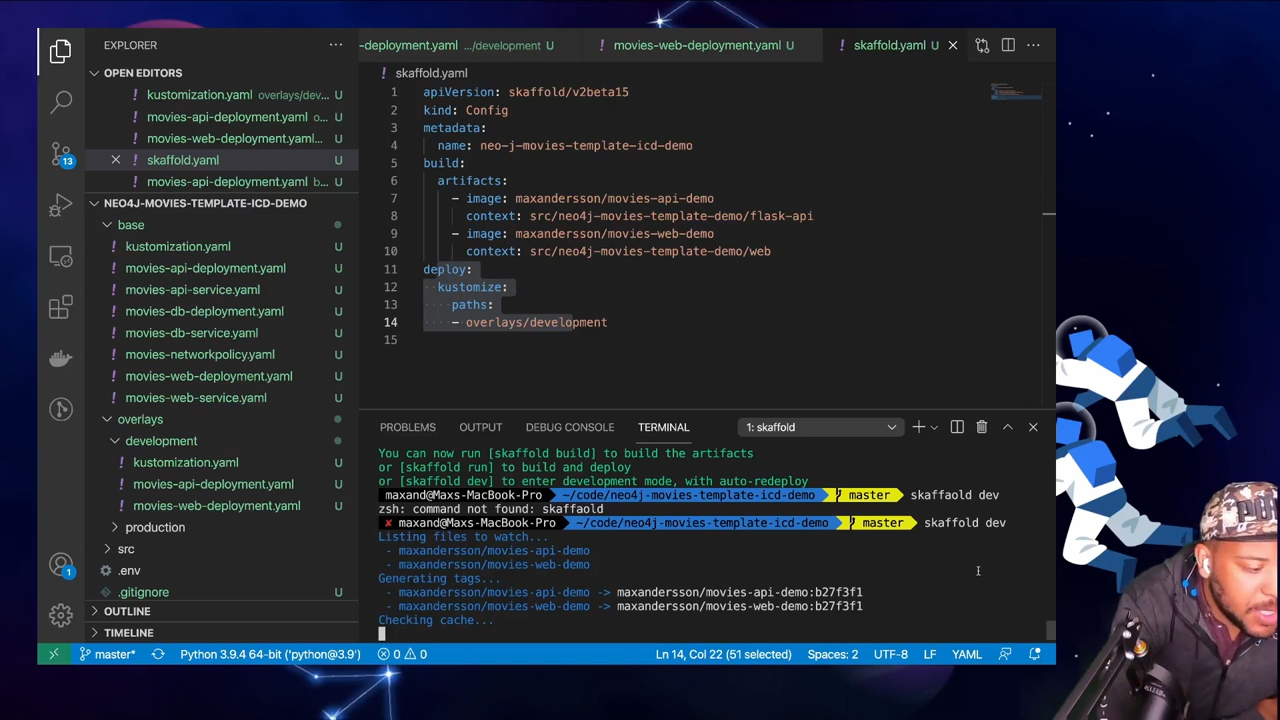 EXPLORER
···
OPEN EDITORS
! kustomization.yaml overlays/dev... U
! movies-api-deployment.yaml o... U
! movies-web-deployment.yaml... U
! skaffold.yaml U
! movies-api-deployment.yaml b... U
NEO4J-MOVIES-TEMPLATE-ICD-DEMO
base
! kustomization.yaml U
! movies-api-deployment.yaml U
! movies-api-service.yaml U
! movies-db-deployment.yaml U
! movies-db-service.yaml U
! movies-networkpolicy.yaml U
! movies-web-deployment.yaml U
! movies-web-service.yaml U
overlays
development
! kustomization.yaml U
! movies-api-deployment.yaml U
! movies-web-deployment.yaml U
production
src
.env
.gitignore U
OUTLINE
TIMELINE
13
1
-deployment.yaml .../development U
! movies-web-deployment.yaml U
! skaffold.yaml U
···
! skaffold.yaml
1 apiVersion: skaffold/v2beta15
2 kind: Config
3 metadata:
4 name: neo-j-movies-template-icd-demo
5 build:
6 artifacts:
7 - image: maxandersson/movies-api-demo
8 context: src/neo4j-movies-template-demo/flask-api
9 - image: maxandersson/movies-web-demo
10 context: src/neo4j-movies-template-demo/web
11 deploy:
12 kustomize:
13 paths:
14 - overlays/development
15
PROBLEMS OUTPUT DEBUG CONSOLE TERMINAL 1: skaffold
You can now run [skaffold build] to build the artifacts
or [skaffold run] to build and deploy
or [skaffold dev] to enter development mode, with auto-redeploy
maxand@Maxs-MacBook-Pro ~/code/neo4j-movies-template-icd-demo master skaffaold dev
zsh: command not found: skaffaold
✘ maxand@Maxs-MacBook-Pro ~/code/neo4j-movies-template-icd-demo master skaffold dev
Listing files to watch...
- maxandersson/movies-api-demo
- maxandersson/movies-web-demo
Generating tags...
- maxandersson/movies-api-demo -> maxandersson/movies-api-demo:b27f3f1
- maxandersson/movies-web-demo -> maxandersson/movies-web-demo:b27f3f1
Checking cache...
master* Python 3.9.4 64-bit ('python@3.9') 0 0 Ln 14, Col 22 (51 selected) Spaces: 2 UTF-8 LF YAML